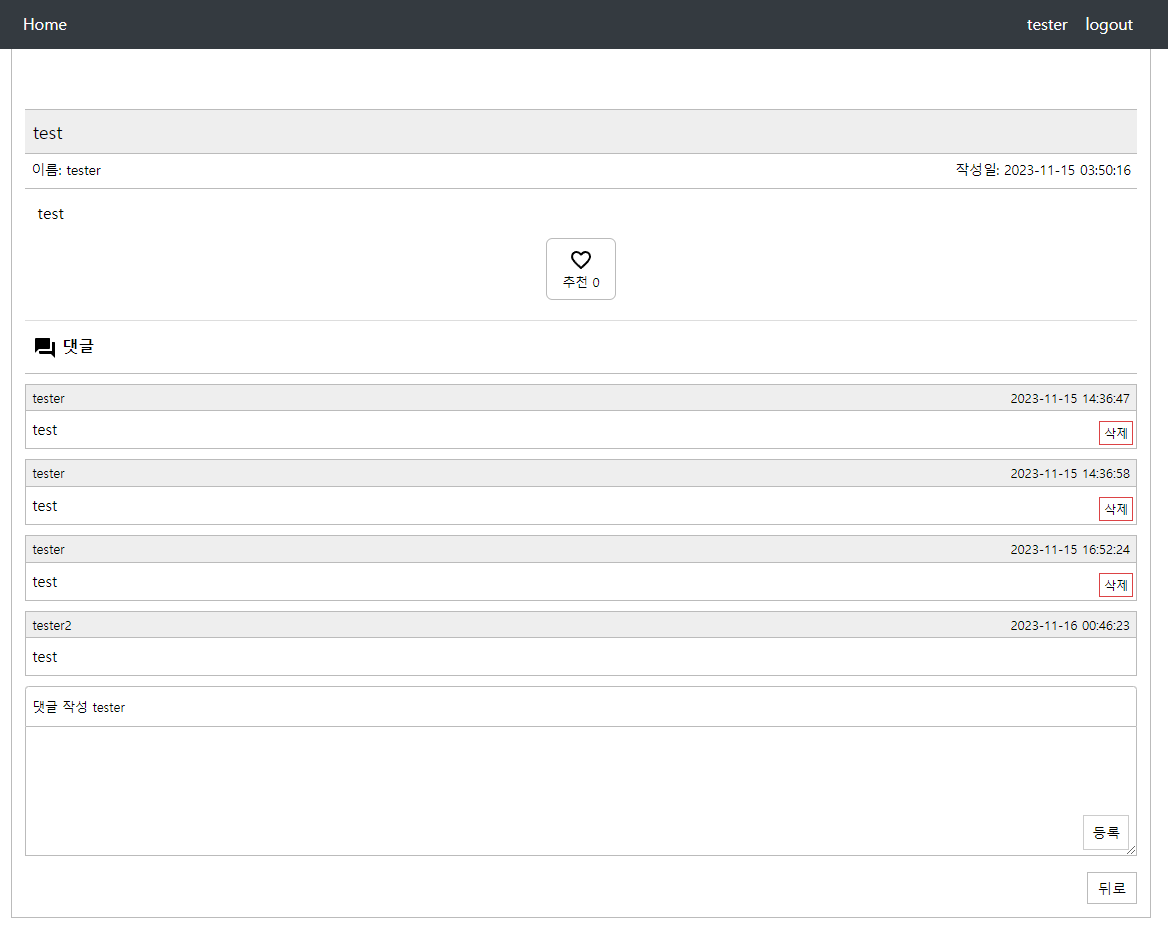 Home tester logout
test
이름: tester 작성일: 2023-11-15 03:50:16
test
추천 0
댓글
tester 2023-11-15 14:36:47
test 삭제
tester 2023-11-15 14:36:58
test 삭제
tester 2023-11-15 16:52:24
test 삭제
tester2 2023-11-16 00:46:23
test
댓글 작성 tester
등록
뒤로